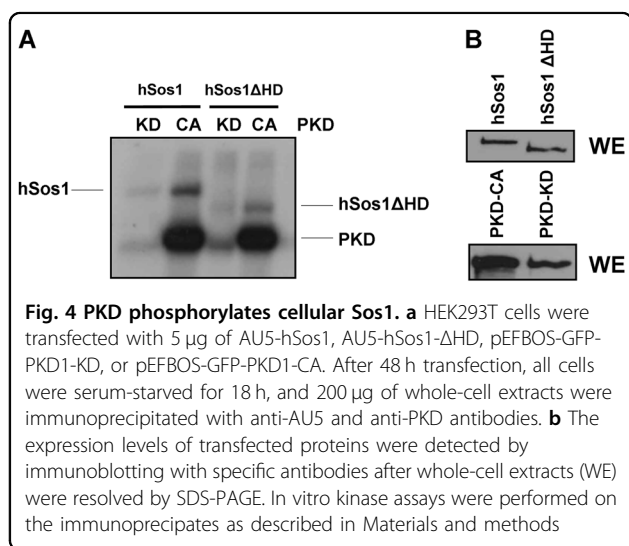 A
hSos1 hSos1ΔHD
KD CA KD CA PKD
hSos1
hSos1ΔHD
PKD
B
hSos1
hSos1 ΔHD
WE
PKD-CA
PKD-KD
WE
Fig. 4 PKD phosphorylates cellular Sos1. a HEK293T cells were
transfected with 5 µg of AU5-hSos1, AU5-hSos1-ΔHD, pEFBOS-GFP-
PKD1-KD, or pEFBOS-GFP-PKD1-CA. After 48 h transfection, all cells
were serum-starved for 18 h, and 200 µg of whole-cell extracts were
immunoprecipitated with anti-AU5 and anti-PKD antibodies. b The
expression levels of transfected proteins were detected by
immunoblotting with specific antibodies after whole-cell extracts (WE)
were resolved by SDS-PAGE. In vitro kinase assays were performed on
the immunoprecipates as described in Materials and methods